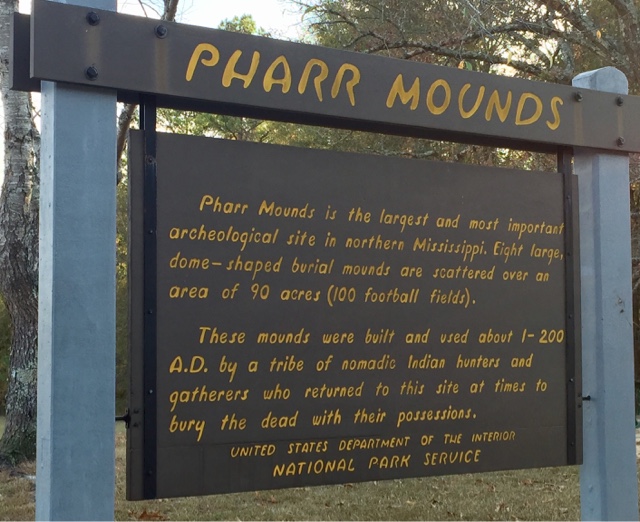 PHARR MOUNDS
Pharr Mounds is the largest and most important
archeological site in northern Mississippi. Eight large,
dome-shaped burial mounds are scattered over an
area of 90 acres (100 football fields).
These mounds were built and used about 1-200
A.D. by a tribe of nomadic Indian hunters and
gatherers who returned to this site at times to
bury the dead with their possessions.
UNITED STATES DEPARTMENT OF THE INTERIOR
NATIONAL PARK SERVICE